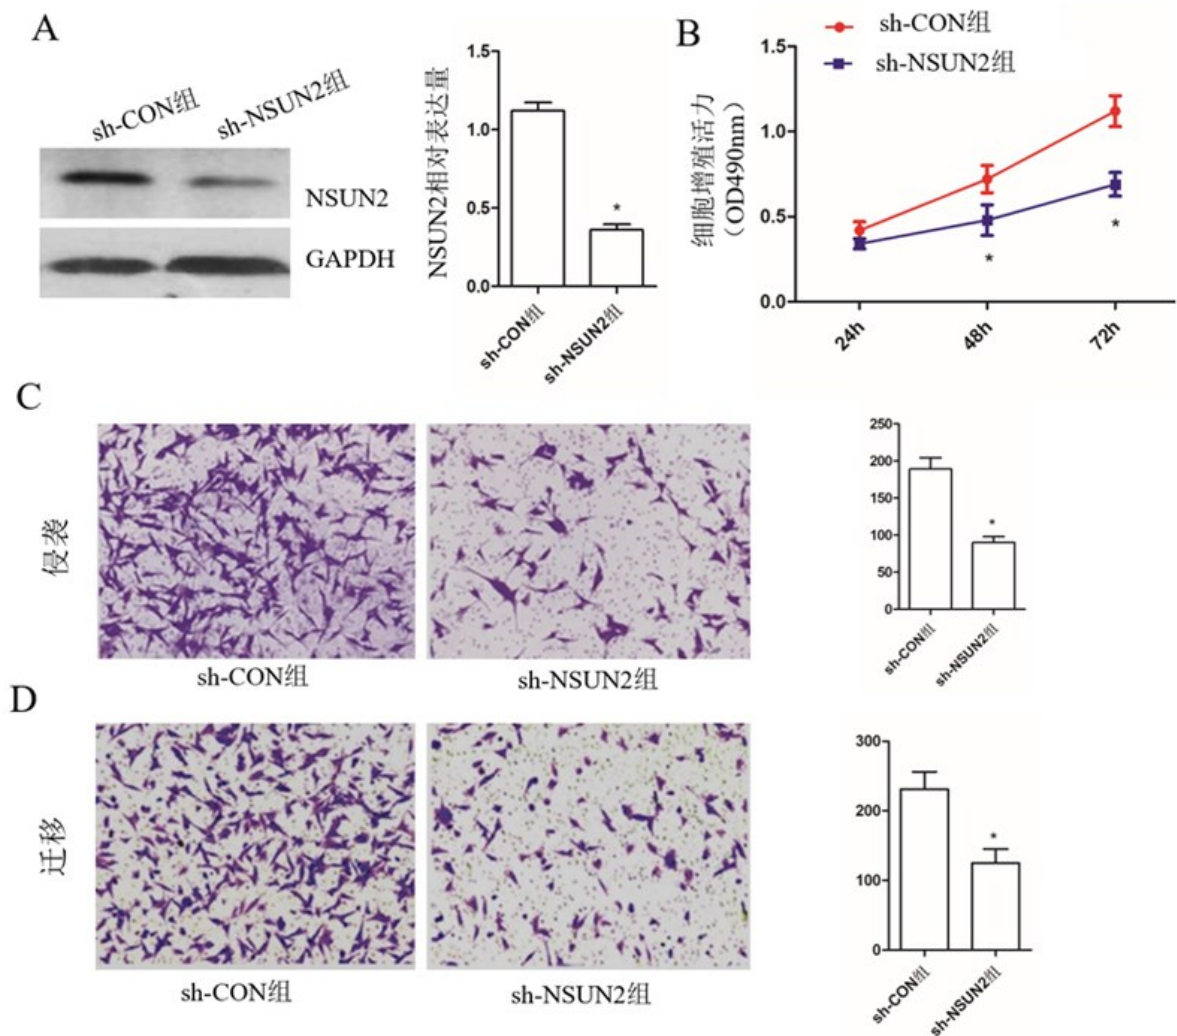 A
sh-CON组
sh-NSUN2组
NSUN2
GAPDH
NSUN2相对表达量
1.5
1.0
0.5
0.0
*
sh-CON组
sh-NSUN2组
B
sh-CON组
sh-NSUN2组
细胞增殖活力
（OD490nm）
1.5
1.0
0.5
0.0
*
*
24h
48h
72h
C
侵袭
sh-CON组
sh-NSUN2组
250
200
150
100
50
0
*
sh-CON组
sh-NSUN2组
D
迁移
sh-CON组
sh-NSUN2组
300
200
100
0
*
sh-CON组
sh-NSUN2组